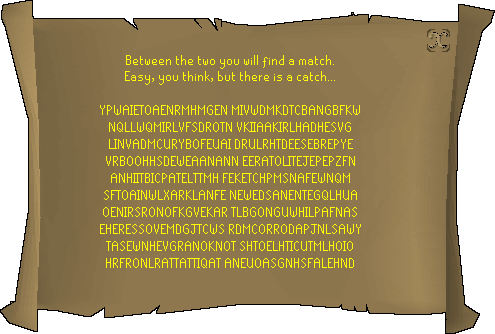 Between the two you will find a match.
Easy, you think, but there is a catch...
YPWAIETOAENRMHMGEN MIVWDMKDTCBANGBFKW
NQLLWQMIRLVFSDROTN VKIIAAKIRLHADHESVG
LINVADMCURYBOFEUAI DRULRHTDEESEBREPYE
VRBOOHHSDEWEAANANN EERATOLITEJEPEPZFN
ANHIITBICPATELTTMH FEKETCHPMSNAFEWNQM
SFTOAINWLXARKLANFE NEWEDSANENTEGQLHUA
OENIRSRONOFKGVEKAR TLBGONGUWHILPAFNAS
EHERESSOVEMDGJTCWS RDMCORRODAPJNLSAWY
TASEWNHEVGRANOKNOT SHTOELHTICUTMLHOIO
HRFRONLRATTATTIQAT ANEUOASGNHSFALEHND